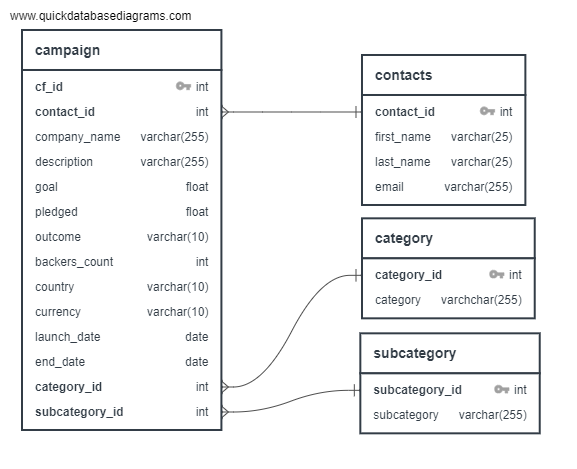 www.quickdatabasediagrams.com
campaign
cf_id int
contact_id int
company_name varchar(255)
description varchar(255)
goal float
pledged float
outcome varchar(10)
backers_count int
country varchar(10)
currency varchar(10)
launch_date date
end_date date
category_id int
subcategory_id int
contacts
contact_id int
first_name varchar(25)
last_name varchar(25)
email varchar(255)
category
category_id int
category varchchar(255)
subcategory
subcategory_id int
subcategory varchar(255)